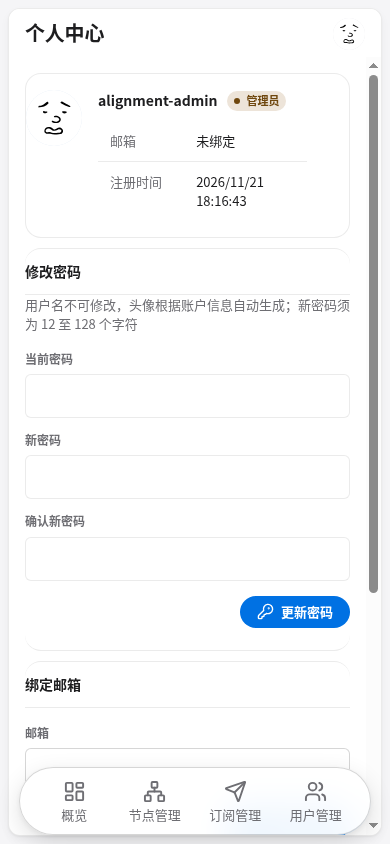 个人中心
alignment-admin
管理员
邮箱
未绑定
注册时间
2026/11/21
18:16:43
修改密码
用户名不可修改，头像根据账户信息自动生成；新密码须
为 12 至 128 个字符
当前密码
新密码
确认新密码
更新密码
绑定邮箱
邮箱
概览
节点管理
订阅管理
用户管理